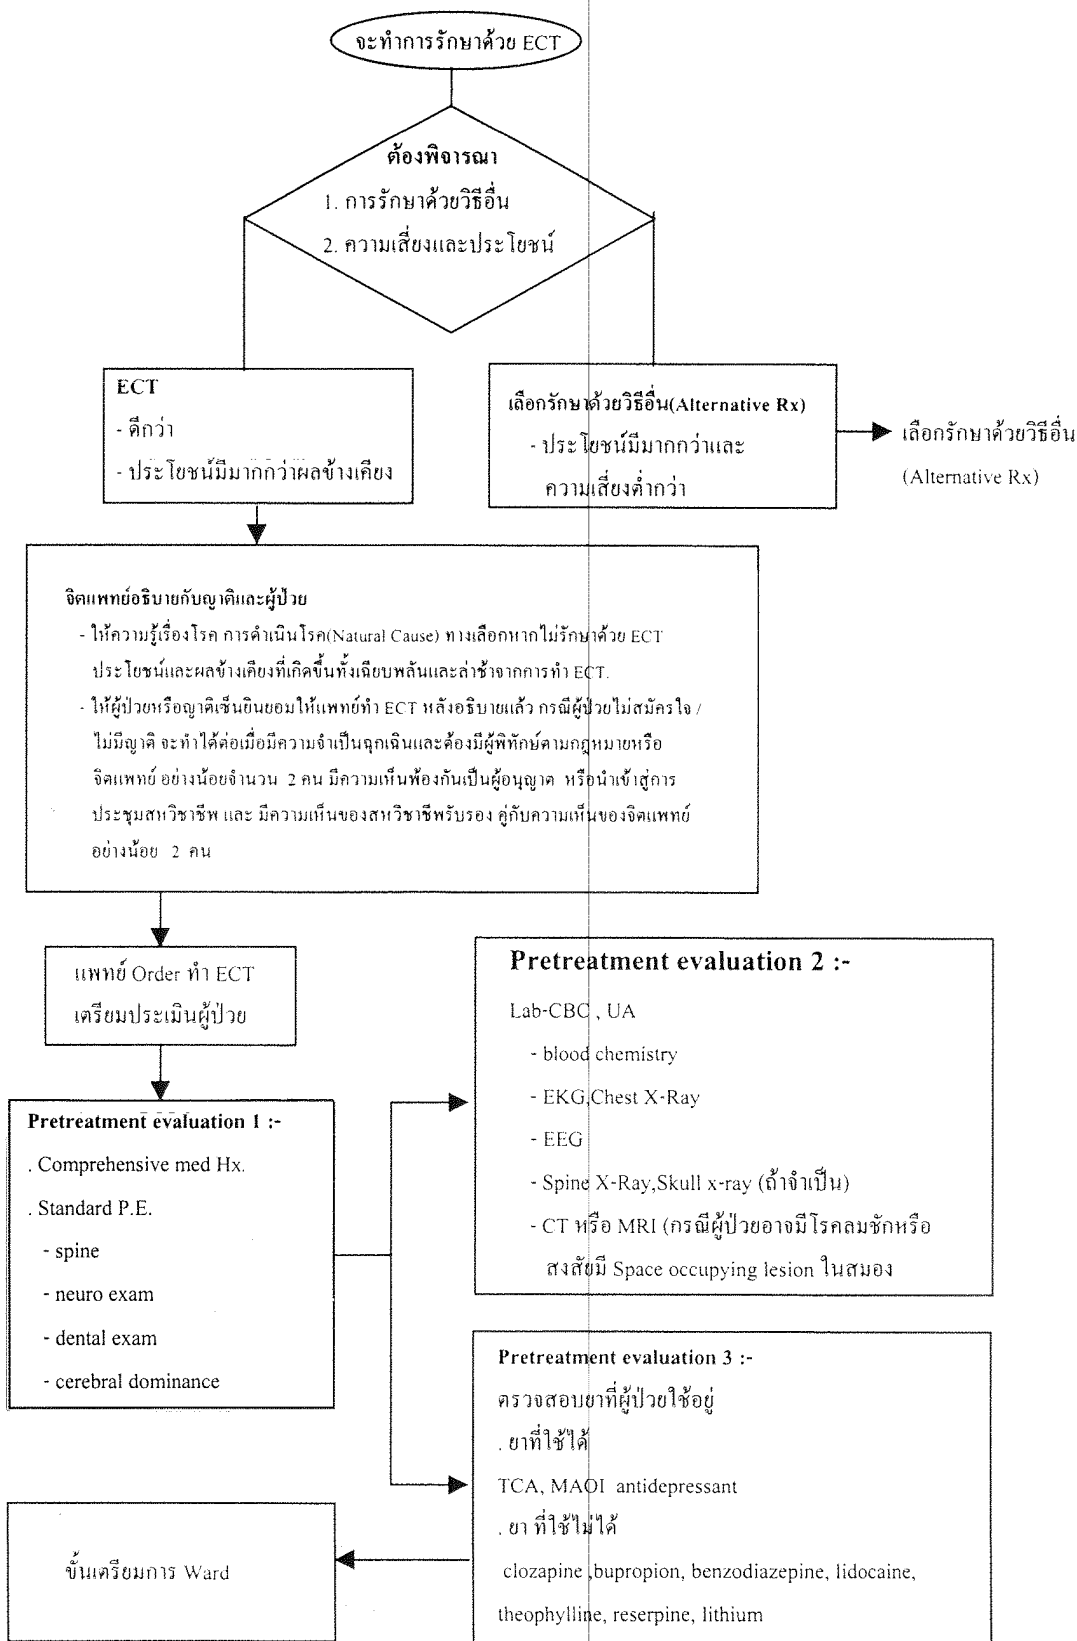 จะทำการรักษาด้วย ECT
ต้องพิจารณา
1. การรักษาด้วยวิธีอื่น
2. ความเสี่ยงและประโยชน์
ECT
- ดีกว่า
- ประโยชน์มีมากกว่าผลข้างเคียง
เลือกรักษาด้วยวิธีอื่น(Alternative Rx)
- ประโยชน์มีมากกว่าและ
ความเสี่ยงต่ำกว่า
เลือกรักษาด้วยวิธีอื่น
(Alternative Rx)
จิตแพทย์อธิบายกับญาติและผู้ป่วย
- ให้ความรู้เรื่องโรค การดำเนินโรค(Natural Cause) ทางเลือกหากไม่รักษาด้วย ECT
ประโยชน์และผลข้างเคียงที่เกิดขึ้นทั้งเฉียบพลันและล่าช้าจากการทำ ECT.
- ให้ผู้ป่วยหรือญาติเซ็นยินยอมให้แพทย์ทำ ECT หลังอธิบายแล้ว กรณีผู้ป่วยไม่สมัครใจ /
ไม่มีญาติ จะทำได้ต่อเมื่อมีความจำเป็นฉุกเฉินและต้องมีผู้พิทักษ์ตามกฎหมายหรือ
จิตแพทย์ อย่างน้อยจำนวน 2 คน มีความเห็นพ้องกันเป็นผู้อนุญาต หรือนำเข้าสู่การ
ประชุมสหวิชาชีพ และ มีความเห็นของสหวิชาชีพรับรอง คู่กับความเห็นของจิตแพทย์
อย่างน้อย 2 คน
แพทย์ Order ทำ ECT
เตรียมประเมินผู้ป่วย
Pretreatment evaluation 1 :-
. Comprehensive med Hx.
. Standard P.E.
- spine
- neuro exam
- dental exam
- cerebral dominance
Pretreatment evaluation 2 :-
Lab-CBC , UA
- blood chemistry
- EKG,Chest X-Ray
- EEG
- Spine X-Ray,Skull x-ray (ถ้าจำเป็น)
- CT หรือ MRI (กรณีผู้ป่วยอาจมีโรคลมชักหรือ
สงสัยมี Space occupying lesion ในสมอง
Pretreatment evaluation 3 :-
ตรวจสอบยาที่ผู้ป่วยใช้อยู่
. ยาที่ใช้ได้
TCA, MAOI antidepressant
. ยา ที่ใช้ไม่ได้
clozapine ,bupropion, benzodiazepine, lidocaine,
theophylline, reserpine, lithium
ขั้นเตรียมการ Ward